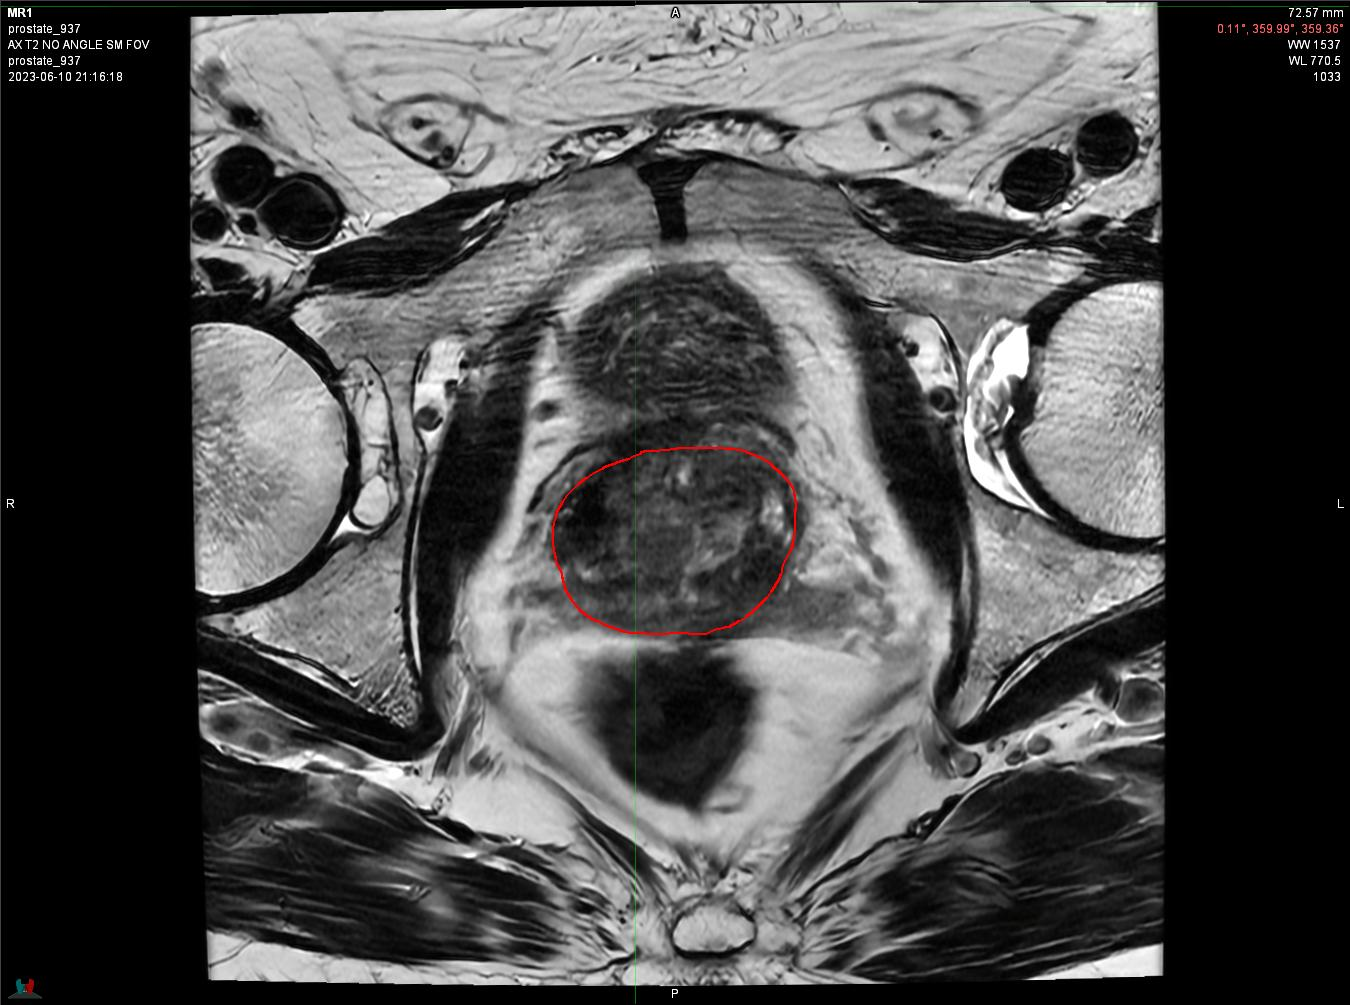 MR1
prostate_937
AX T2 NO ANGLE SM FOV
prostate_937
2023-06-10 21:16:18
A
72.57 mm
0.11°, 359.99°, 359.36°
WW 1537
WL 770.5
1033
R
L
P